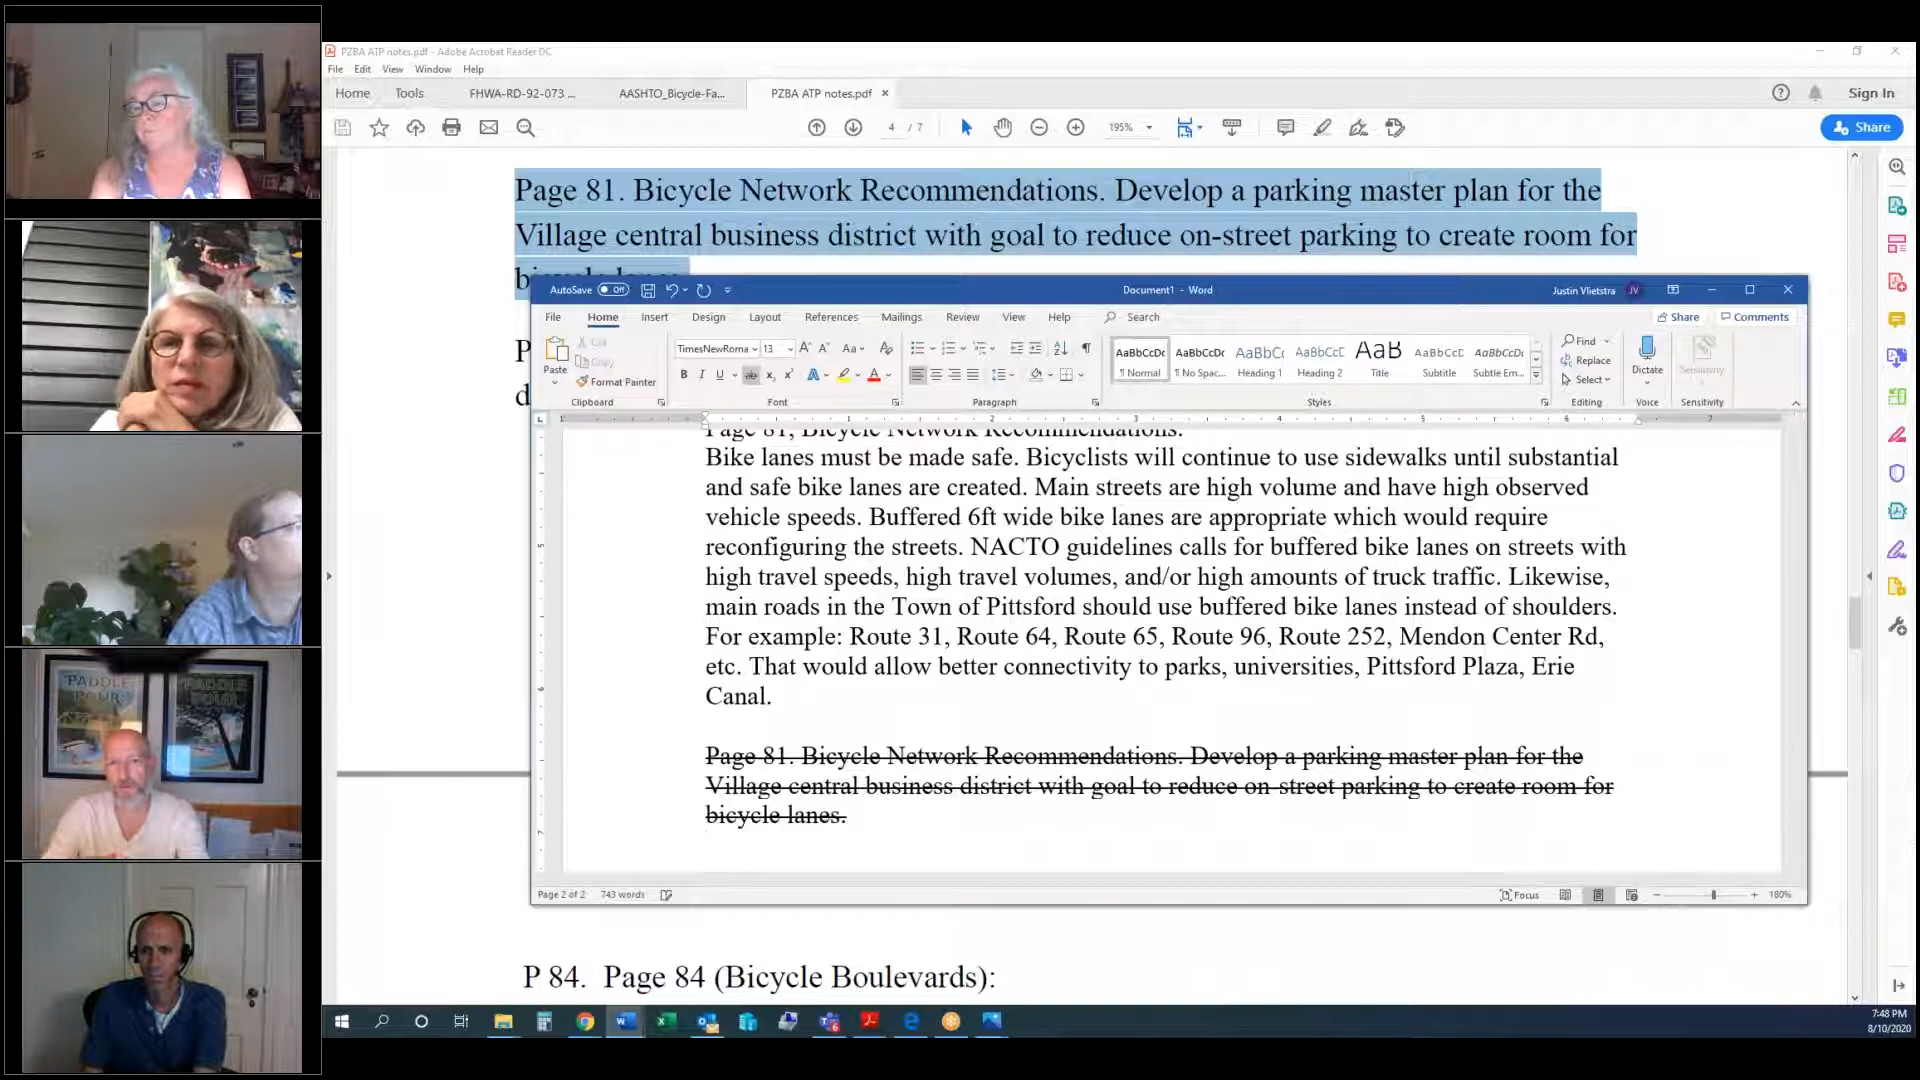 PZBA ATP notes.pdf - Adobe Acrobat Reader DC
File Edit View Window Help
Home Tools FHWA-RD-92-073 ... AASHTO_Bicycle-Fa... PZBA ATP notes.pdf Sign In
4 / 7 195% Share
Page 81. Bicycle Network Recommendations. Develop a parking master plan for the
Village central business district with goal to reduce on-street parking to create room for
AutoSave Off Document1 - Word Justin Vlietstra JV
File Home Insert Design Layout References Mailings Review View Help Search Share Comments
Paste Cut Copy Format Painter
TimesNewRoma 13
AaBbCcDc AaBbCcDc AaBbCc AaBbCcE AaB AaBbCcD AaBbCcDc
¶ Normal ¶ No Spac... Heading 1 Heading 2 Title Subtitle Subtle Em...
Find Replace Select Dictate Sensitivity
Clipboard Font Paragraph Styles Editing Voice Sensitivity
Page 81, Bicycle Network Recommendations.
Bike lanes must be made safe. Bicyclists will continue to use sidewalks until substantial
and safe bike lanes are created. Main streets are high volume and have high observed
vehicle speeds. Buffered 6ft wide bike lanes are appropriate which would require
reconfiguring the streets. NACTO guidelines calls for buffered bike lanes on streets with
high travel speeds, high travel volumes, and/or high amounts of truck traffic. Likewise,
main roads in the Town of Pittsford should use buffered bike lanes instead of shoulders.
For example: Route 31, Route 64, Route 65, Route 96, Route 252, Mendon Center Rd,
etc. That would allow better connectivity to parks, universities, Pittsford Plaza, Erie
Canal.
Page 81. Bicycle Network Recommendations. Develop a parking master plan for the
Village central business district with goal to reduce on-street parking to create room for
bicycle lanes.
Page 2 of 2 743 words Focus 180%
P 84. Page 84 (Bicycle Boulevards):
7:48 PM
8/10/2020
PADDLE
POUR